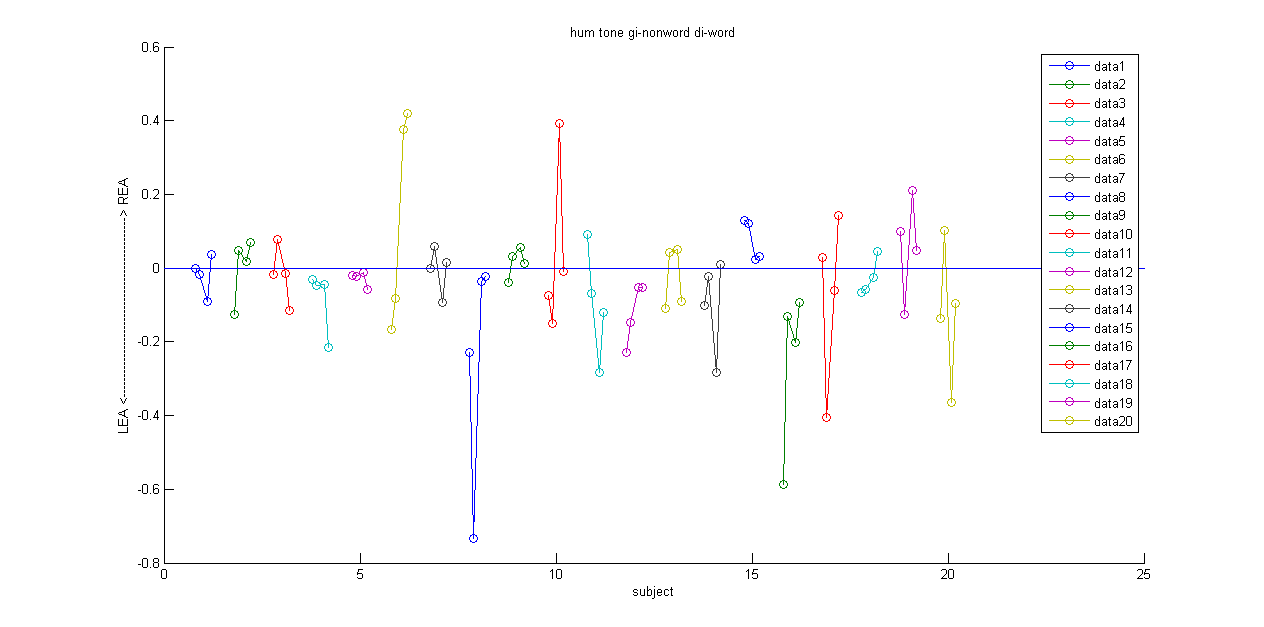 hum tone gi-nonword di-word
0.6
0.4
0.2
0
-0.2
-0.4
-0.6
-0.8
LEA <--------------------> REA
0
5
10
15
20
25
subject
data1
data2
data3
data4
data5
data6
data7
data8
data9
data10
data11
data12
data13
data14
data15
data16
data17
data18
data19
data20